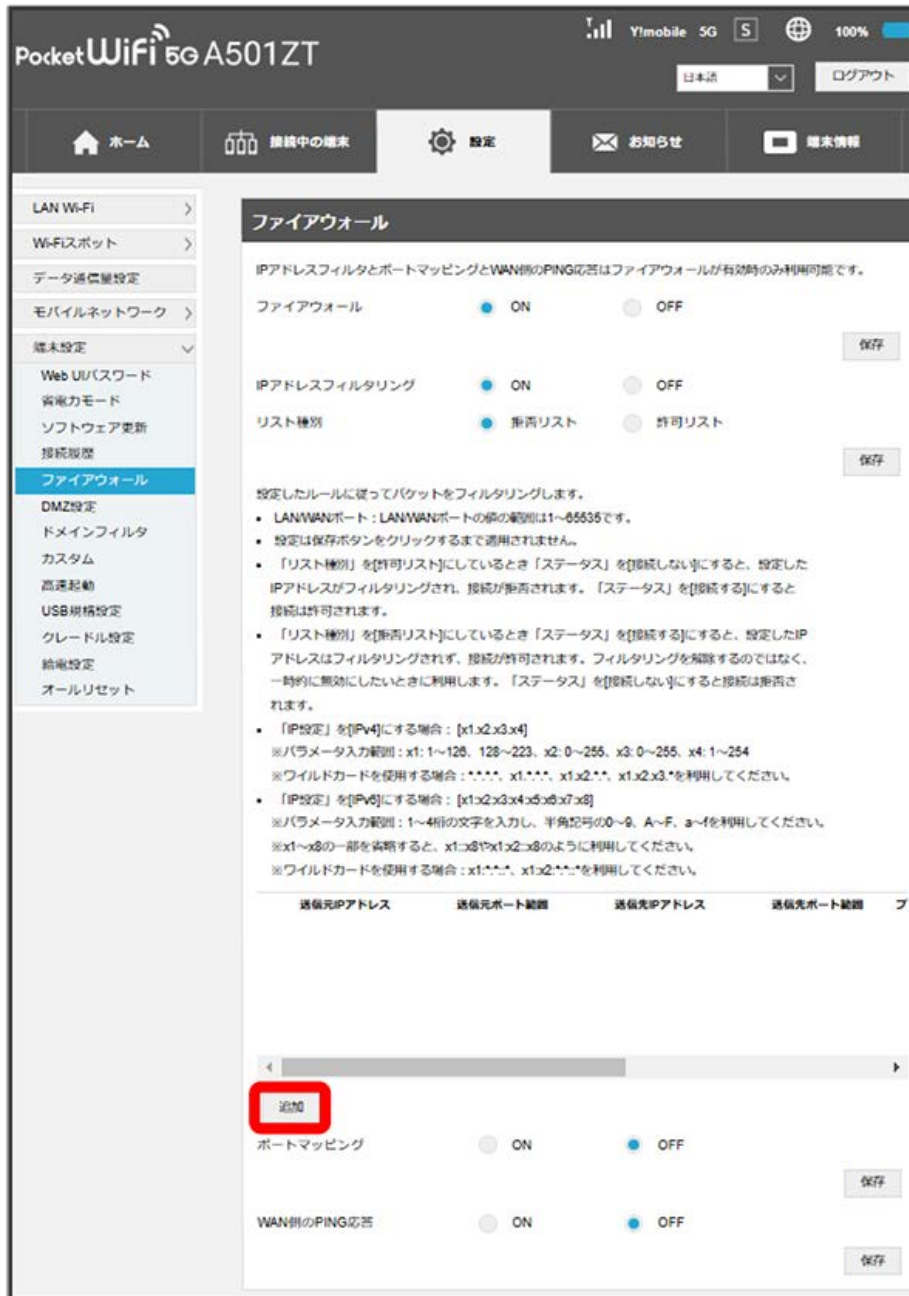 Pocket WiFi 5G A501ZT
Y!mobile 5G S 100%
日本語 ログアウト
ホーム 接続中の端末 設定 お知らせ 端末情報
LAN Wi-Fi
Wi-Fiスポット
データ通信量設定
モバイルネットワーク
端末設定
Web UIパスワード
省電力モード
ソフトウェア更新
接続履歴
ファイアウォール
DMZ設定
ドメインフィルタ
カスタム
高速起動
USB規格設定
クレードル設定
給電設定
オールリセット
ファイアウォール
IPアドレスフィルタとポートマッピングとWAN側のPING応答はファイアウォールが有効時のみ利用可能です。
ファイアウォール ON OFF
保存
IPアドレスフィルタリング ON OFF
リスト種別 拒否リスト 許可リスト
保存
設定したルールに従ってパケットをフィルタリングします。
• LAN/WANポート：LAN/WANポートの値の範囲は1～65535です。
• 設定は保存ボタンをクリックするまで適用されません。
• 「リスト種別」を[許可リスト]にしているとき「ステータス」を[接続しない]にすると、設定した
IPアドレスがフィルタリングされ、接続が拒否されます。「ステータス」を[接続する]にすると
接続は許可されます。
• 「リスト種別」を[拒否リスト]にしているとき「ステータス」を[接続する]にすると、設定したIP
アドレスはフィルタリングされず、接続が許可されます。フィルタリングを解除するのではなく、
一時的に無効にしたいときに利用します。「ステータス」を[接続しない]にすると接続は拒否さ
れます。
• 「IP設定」を[IPv4]にする場合：[x1.x2.x3.x4]
※パラメータ入力範囲：x1: 1～126、128～223、x2: 0～255、x3: 0～255、x4: 1～254
※ワイルドカードを使用する場合：*.*.*.*、x1.*.*.*、x1.x2.*.*、x1.x2.x3.*を利用してください。
• 「IP設定」を[IPv6]にする場合：[x1:x2:x3:x4:x5:x6:x7:x8]
※パラメータ入力範囲：1～4桁の文字を入力し、半角記号の0～9、A～F、a～fを利用してください。
※x1～x8の一部を省略すると、x1::x8やx1:x2::x8のように利用してください。
※ワイルドカードを使用する場合：x1:*:*::*、x1:x2:*:*::*を利用してください。
送信元IPアドレス 送信元ポート範囲 送信先IPアドレス 送信先ポート範囲 プ
追加
ポートマッピング ON OFF
保存
WAN側のPING応答 ON OFF
保存